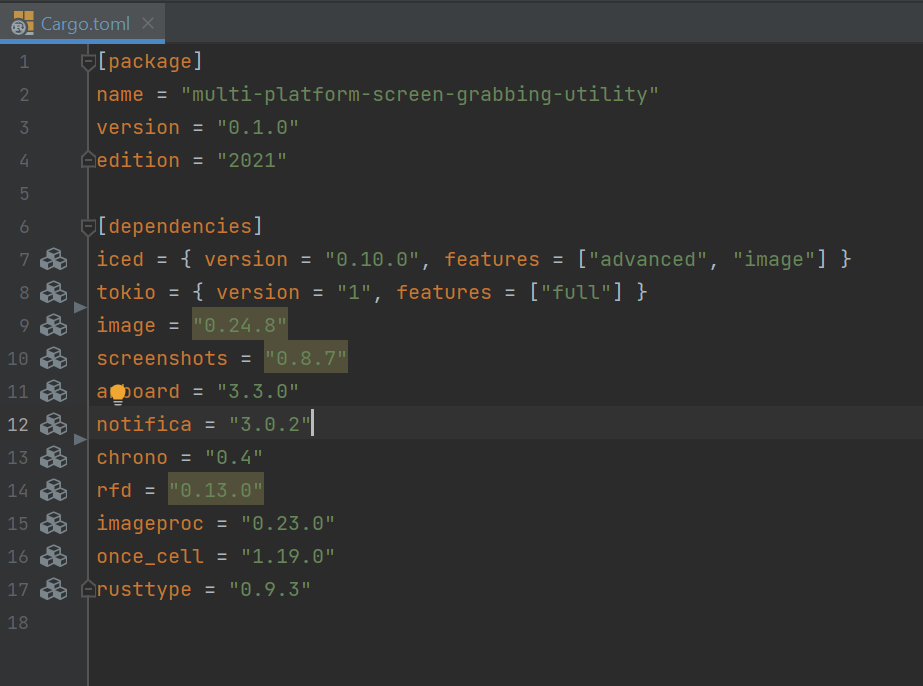 Cargo.toml
1 [package]
2 name = "multi-platform-screen-grabbing-utility"
3 version = "0.1.0"
4 edition = "2021"
5
6 [dependencies]
7 iced = { version = "0.10.0", features = ["advanced", "image"] }
8 tokio = { version = "1", features = ["full"] }
9 image = "0.24.8"
10 screenshots = "0.8.7"
11 arboard = "3.3.0"
12 notifica = "3.0.2"
13 chrono = "0.4"
14 rfd = "0.13.0"
15 imageproc = "0.23.0"
16 once_cell = "1.19.0"
17 rusttype = "0.9.3"
18